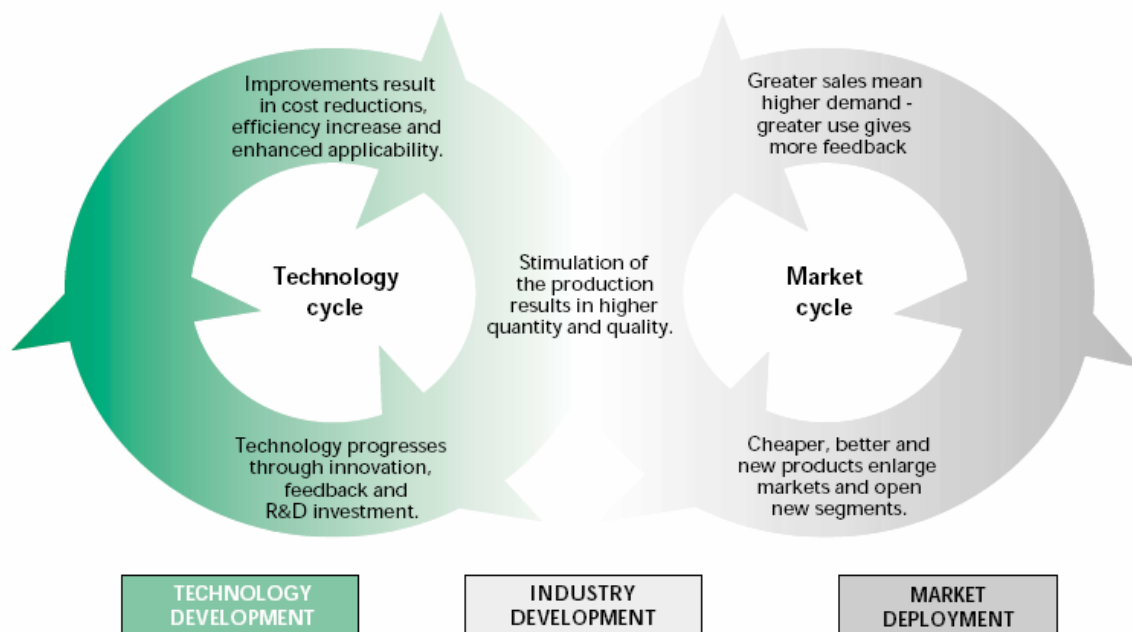 Improvements result
in cost reductions,
efficiency increase and
enhanced applicability.
Greater sales mean
higher demand -
greater use gives
more feedback
Technology
cycle
Stimulation of
the production
results in higher
quantity and quality.
Market
cycle
Technology progresses
through innovation,
feedback and
R&D investment.
Cheaper, better and
new products enlarge
markets and open
new segments.
TECHNOLOGY
DEVELOPMENT
INDUSTRY
DEVELOPMENT
MARKET
DEPLOYMENT